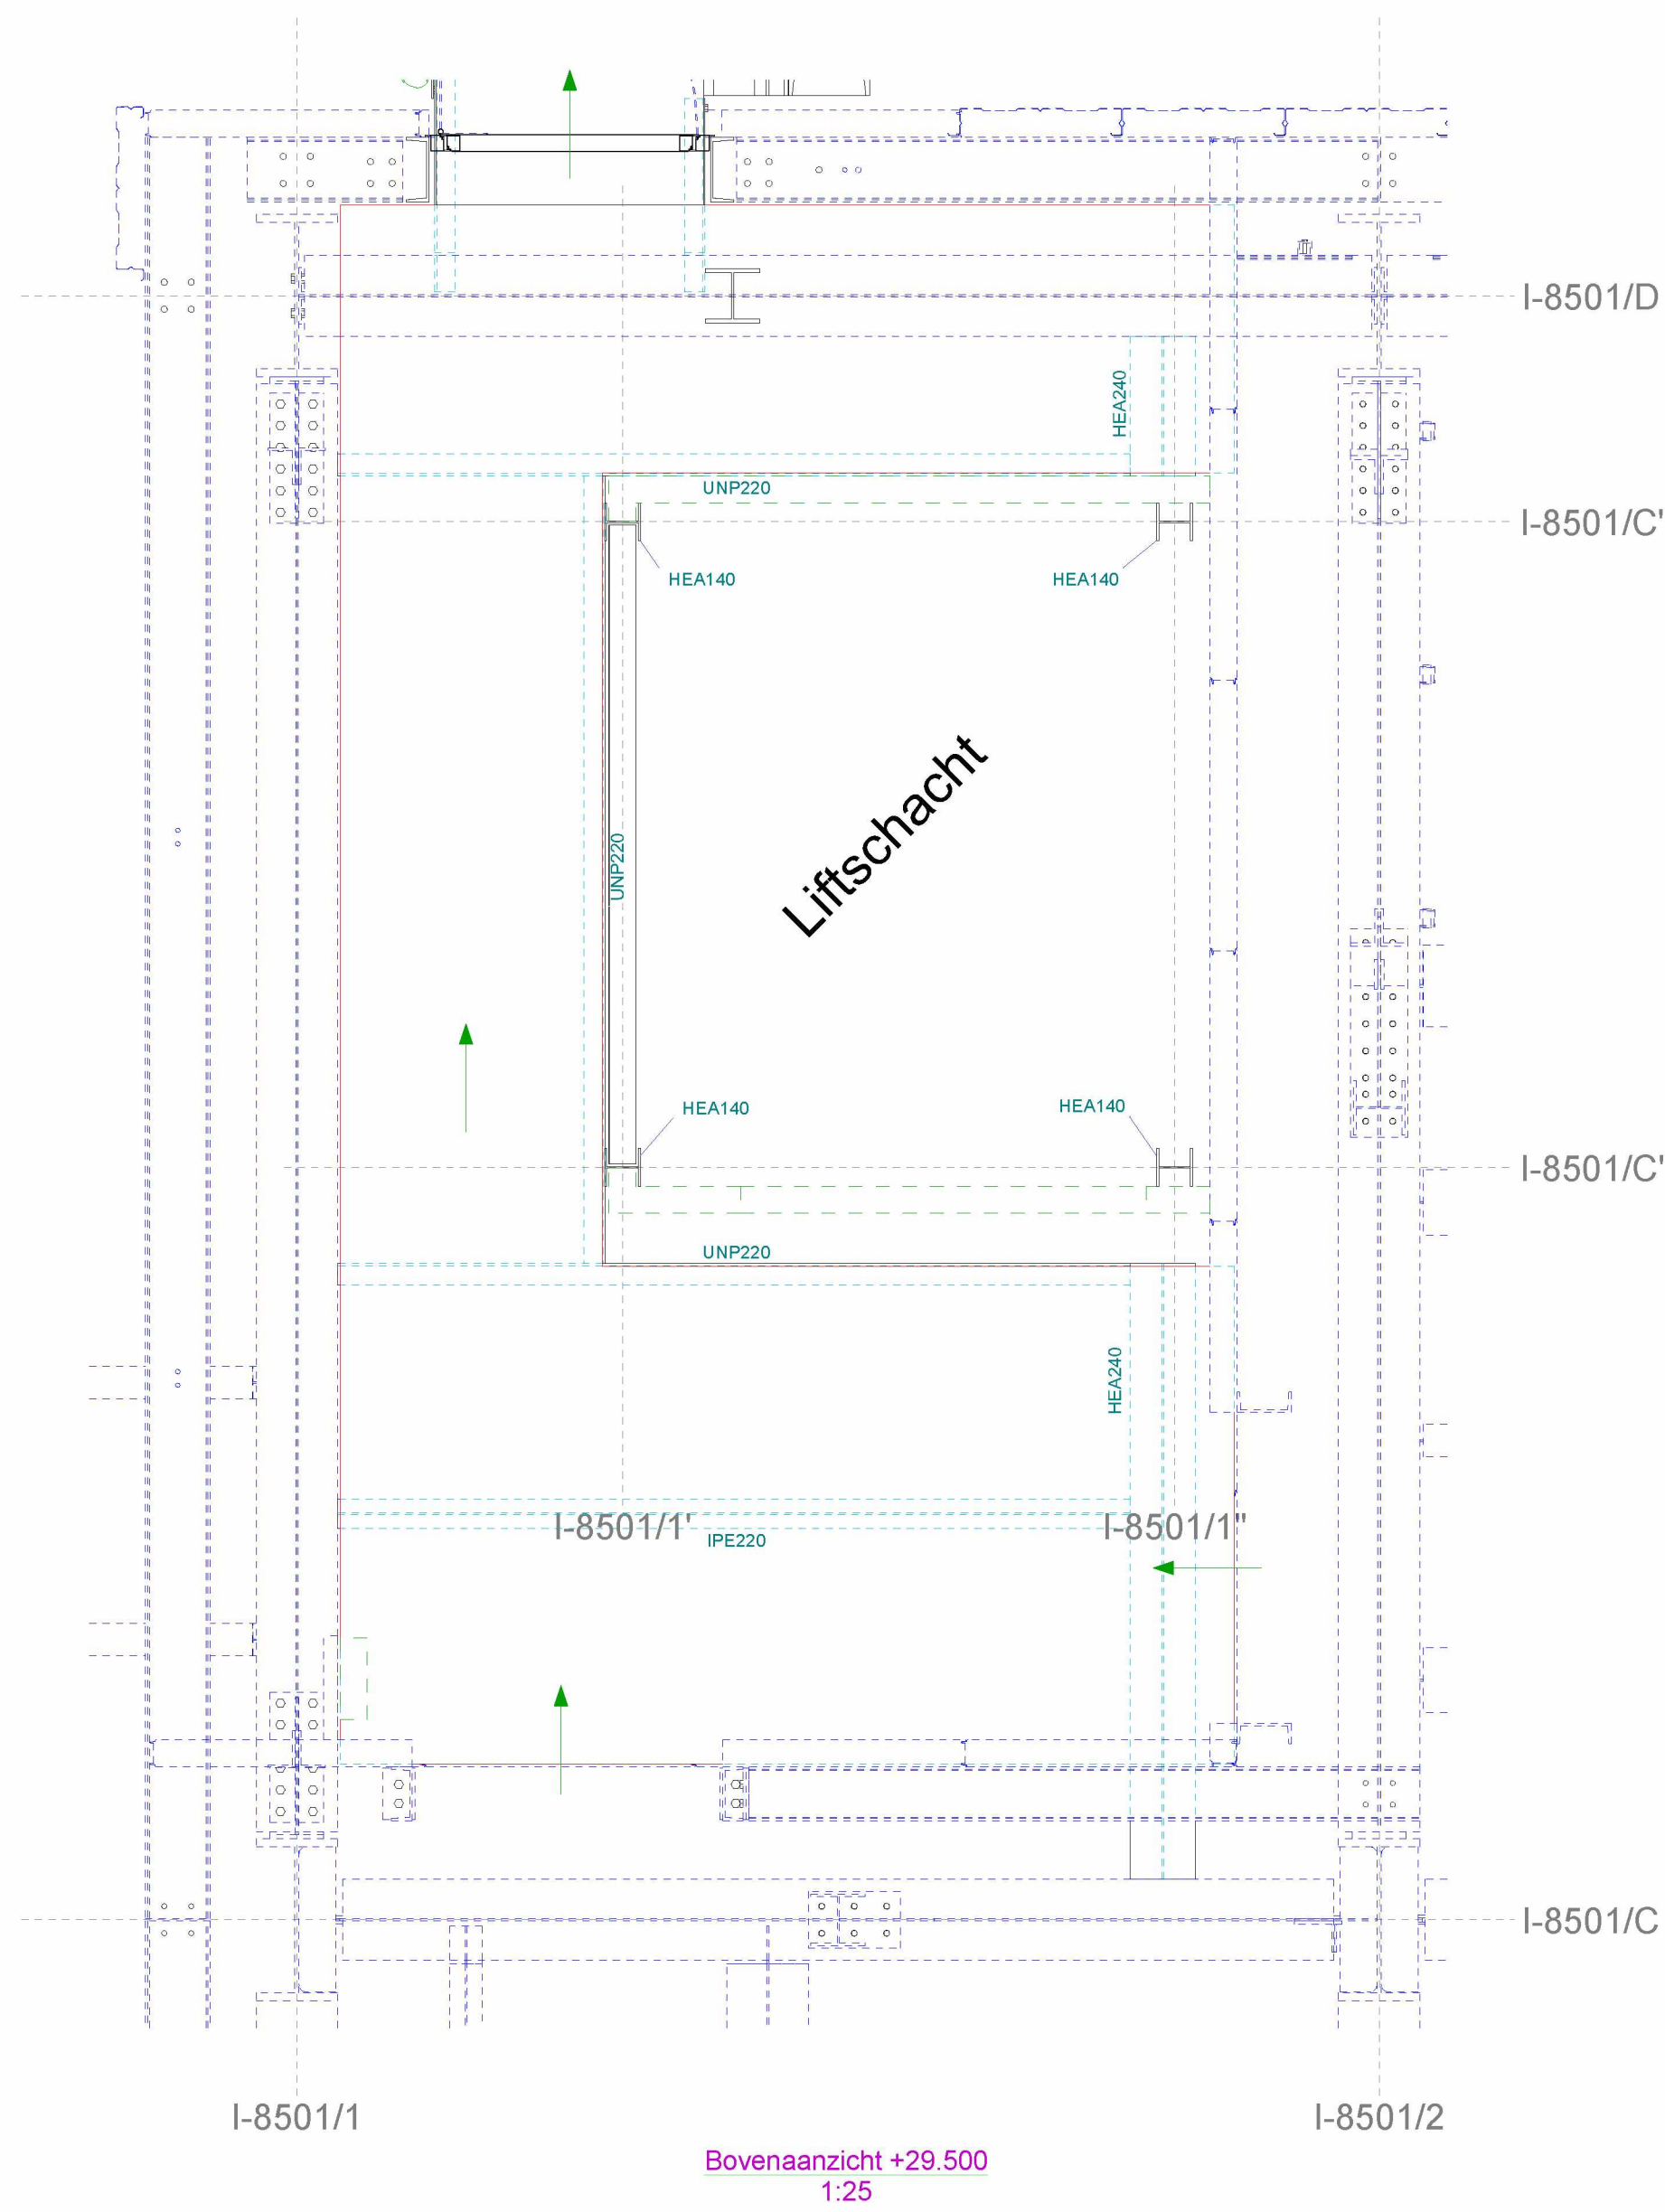 I-8501/D
HEA240
UNP220
I-8501/C'
HEA140
HEA140
Liftschacht
UNP220
HEA140
HEA140
I-8501/C'
UNP220
HEA240
I-8501/1'
I-8501/1"
IPE220
I-8501/C
I-8501/1
I-8501/2
Bovenaanzicht +29.500
1:25